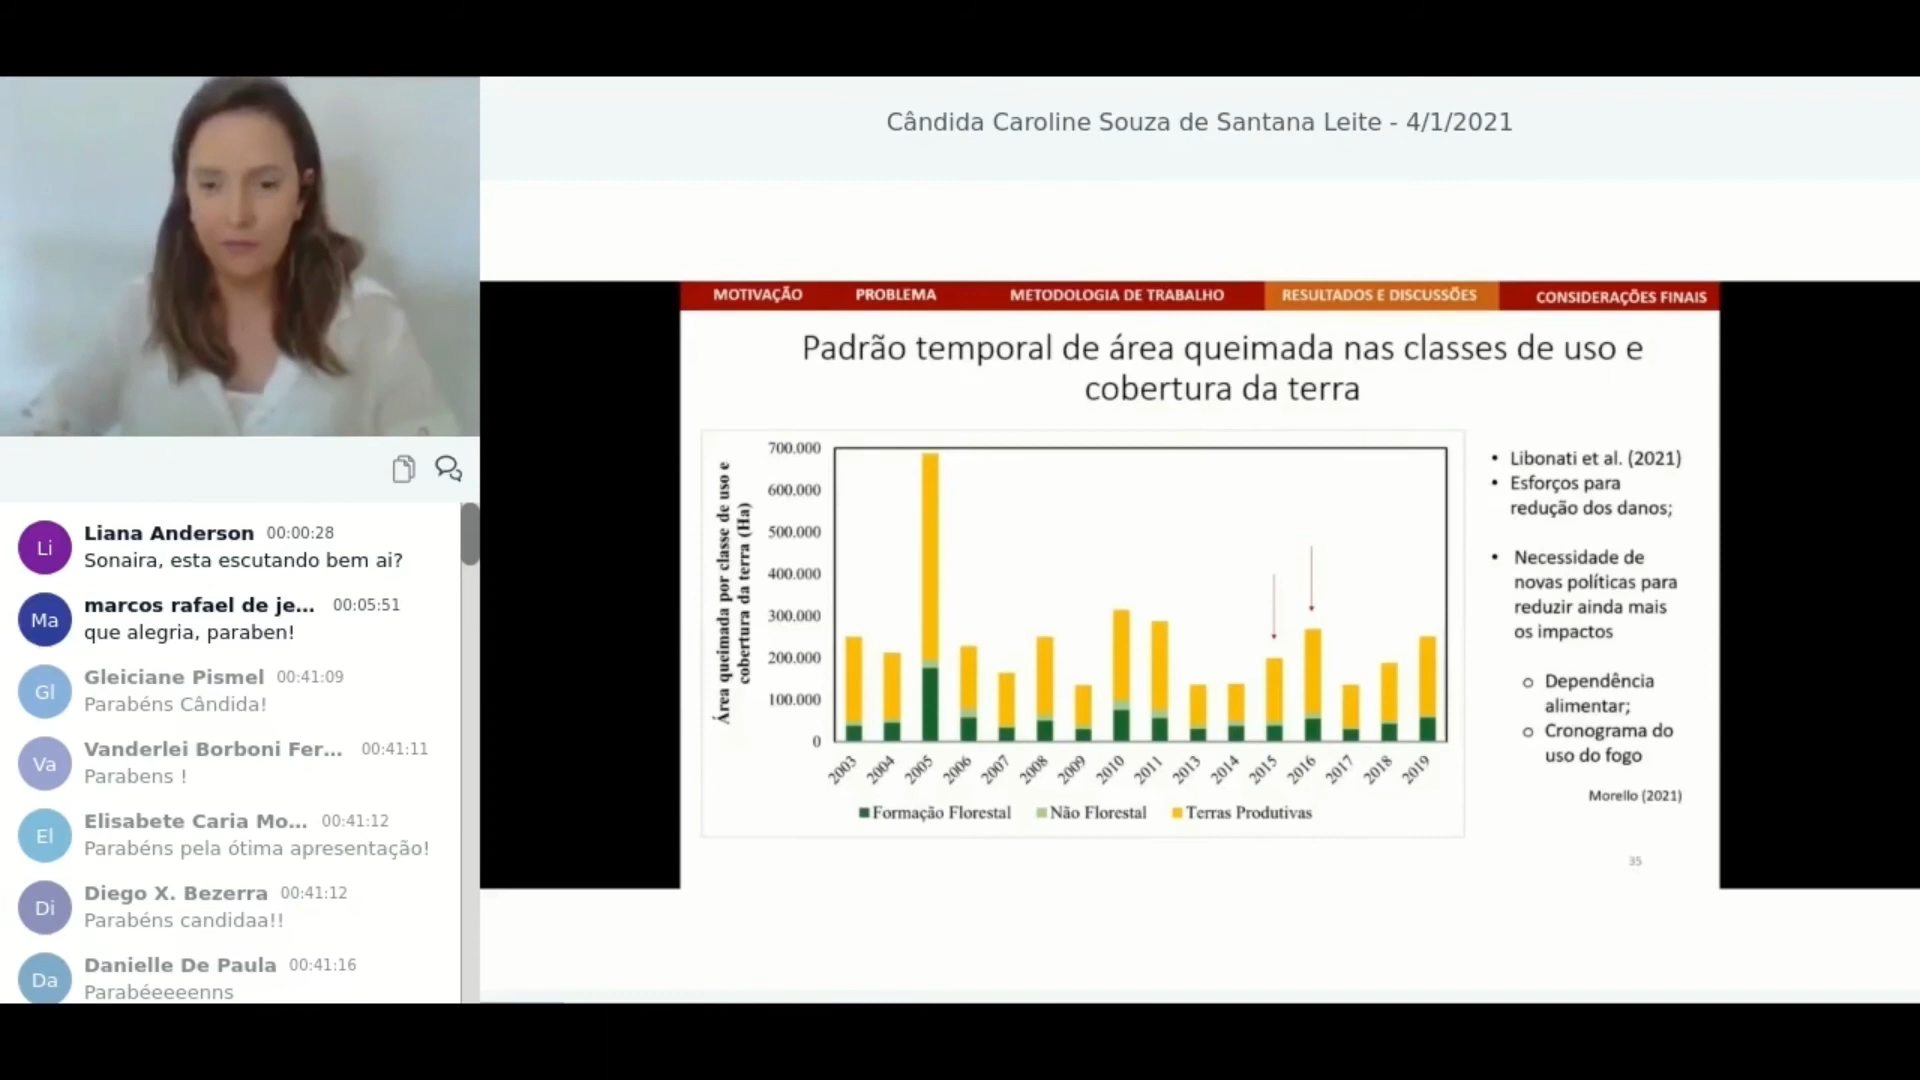 Cândida Caroline Souza de Santana Leite - 4/1/2021
Li
Liana Anderson 00:00:28
Sonaira, esta escutando bem ai?
Ma
marcos rafael de je... 00:05:51
que alegria, paraben!
Gl
Gleiciane Pismel 00:41:09
Parabéns Cândida!
Va
Vanderlei Borboni Fer... 00:41:11
Parabens !
El
Elisabete Caria Mo... 00:41:12
Parabéns pela ótima apresentação!
Di
Diego X. Bezerra 00:41:12
Parabéns candidaa!!
Da
Danielle De Paula 00:41:16
Parabéeeeenns
MOTIVAÇÃO PROBLEMA METODOLOGIA DE TRABALHO RESULTADOS E DISCUSSÕES CONSIDERAÇÕES FINAIS
Padrão temporal de área queimada nas classes de uso e
cobertura da terra
Área queimada por classe de uso e
cobertura da terra (Ha)
700.000
600.000
500.000
400.000
300.000
200.000
100.000
0
2003 2004 2005 2006 2007 2008 2009 2010 2011 2013 2014 2015 2016 2017 2018 2019
Formação Florestal Não Florestal Terras Produtivas
• Libonati et al. (2021)
• Esforços para
redução dos danos;
• Necessidade de
novas políticas para
reduzir ainda mais
os impactos
o Dependência
alimentar;
o Cronograma do
uso do fogo
Morello (2021)
35